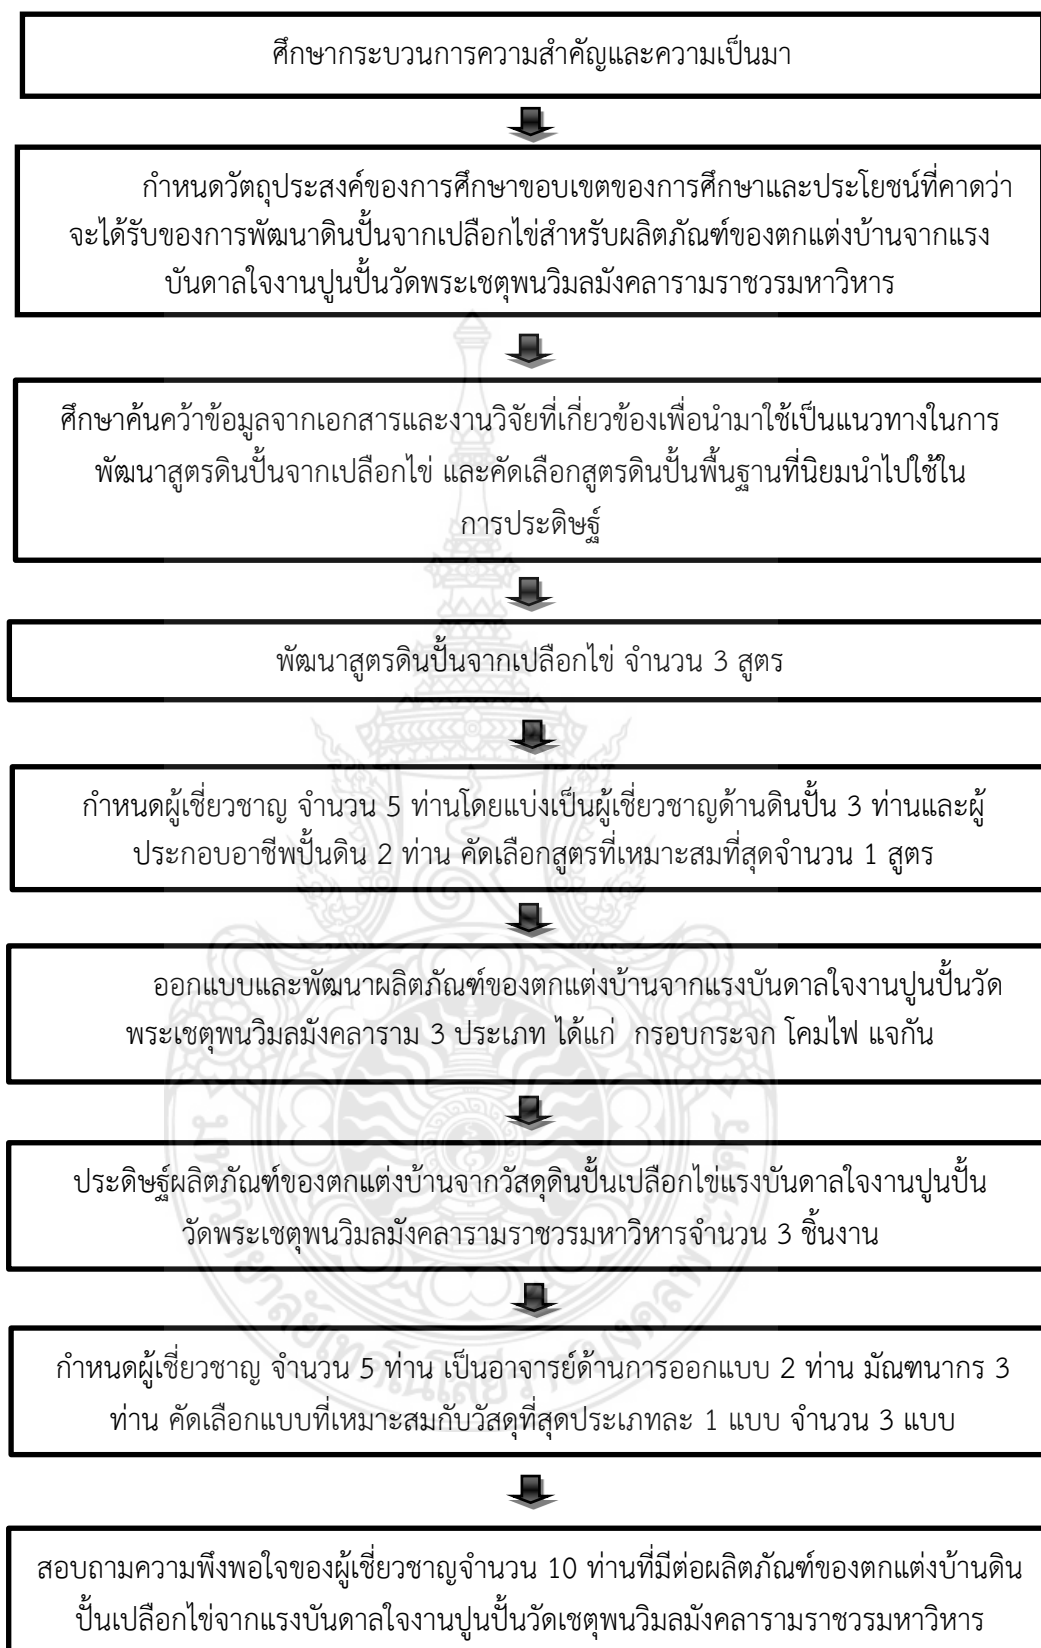 ศึกษากระบวนการความสำคัญและความเป็นมา
กำหนดวัตถุประสงค์ของการศึกษาขอบเขตของการศึกษาและประโยชน์ที่คาดว่า
จะได้รับของการพัฒนาดินปั้นจากเปลือกไข่สำหรับผลิตภัณฑ์ของตกแต่งบ้านจากแรง
บันดาลใจงานปูนปั้นวัดพระเชตุพนวิมลมังคลารามราชวรมหาวิหาร
ศึกษาค้นคว้าข้อมูลจากเอกสารและงานวิจัยที่เกี่ยวข้องเพื่อนำมาใช้เป็นแนวทางในการ
พัฒนาสูตรดินปั้นจากเปลือกไข่ และคัดเลือกสูตรดินปั้นพื้นฐานที่นิยมนำไปใช้ใน
การประดิษฐ์
พัฒนาสูตรดินปั้นจากเปลือกไข่ จำนวน 3 สูตร
กำหนดผู้เชี่ยวชาญ จำนวน 5 ท่านโดยแบ่งเป็นผู้เชี่ยวชาญด้านดินปั้น 3 ท่านและผู้
ประกอบอาชีพปั้นดิน 2 ท่าน คัดเลือกสูตรที่เหมาะสมที่สุดจำนวน 1 สูตร
ออกแบบและพัฒนาผลิตภัณฑ์ของตกแต่งบ้านจากแรงบันดาลใจงานปูนปั้นวัด
พระเชตุพนวิมลมังคลาราม 3 ประเภท ได้แก่ กรอบกระจก โคมไฟ แจกัน
ประดิษฐ์ผลิตภัณฑ์ของตกแต่งบ้านจากวัสดุดินปั้นเปลือกไข่แรงบันดาลใจงานปูนปั้น
วัดพระเชตุพนวิมลมังคลารามราชวรมหาวิหารจำนวน 3 ชิ้นงาน
กำหนดผู้เชี่ยวชาญ จำนวน 5 ท่าน เป็นอาจารย์ด้านการออกแบบ 2 ท่าน มัณฑนากร 3
ท่าน คัดเลือกแบบที่เหมาะสมกับวัสดุที่สุดประเภทละ 1 แบบ จำนวน 3 แบบ
สอบถามความพึงพอใจของผู้เชี่ยวชาญจำนวน 10 ท่านที่มีต่อผลิตภัณฑ์ของตกแต่งบ้านดิน
ปั้นเปลือกไข่จากแรงบันดาลใจงานปูนปั้นวัดเชตุพนวิมลมังคลารามราชวรมหาวิหาร